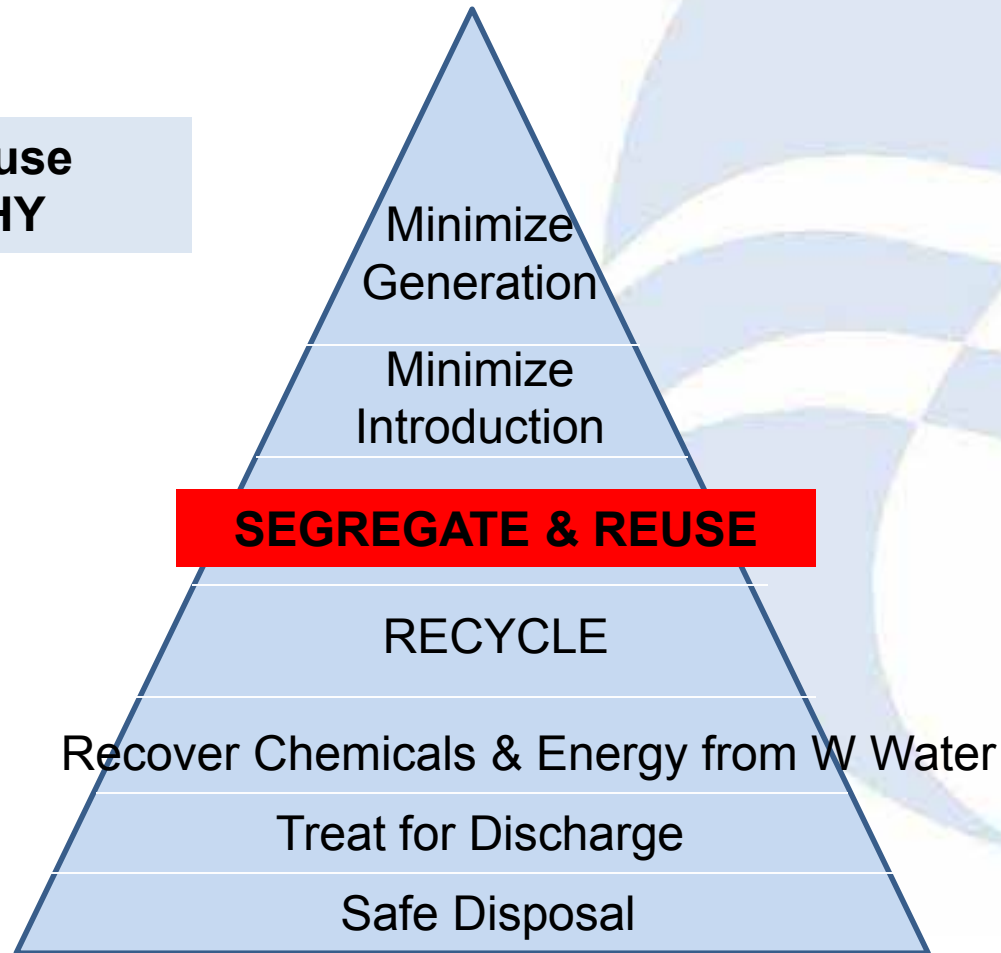 use
HY
Minimize
Generation
Minimize
Introduction
SEGREGATE & REUSE
RECYCLE
Recover Chemicals & Energy from W Water
Treat for Discharge
Safe Disposal